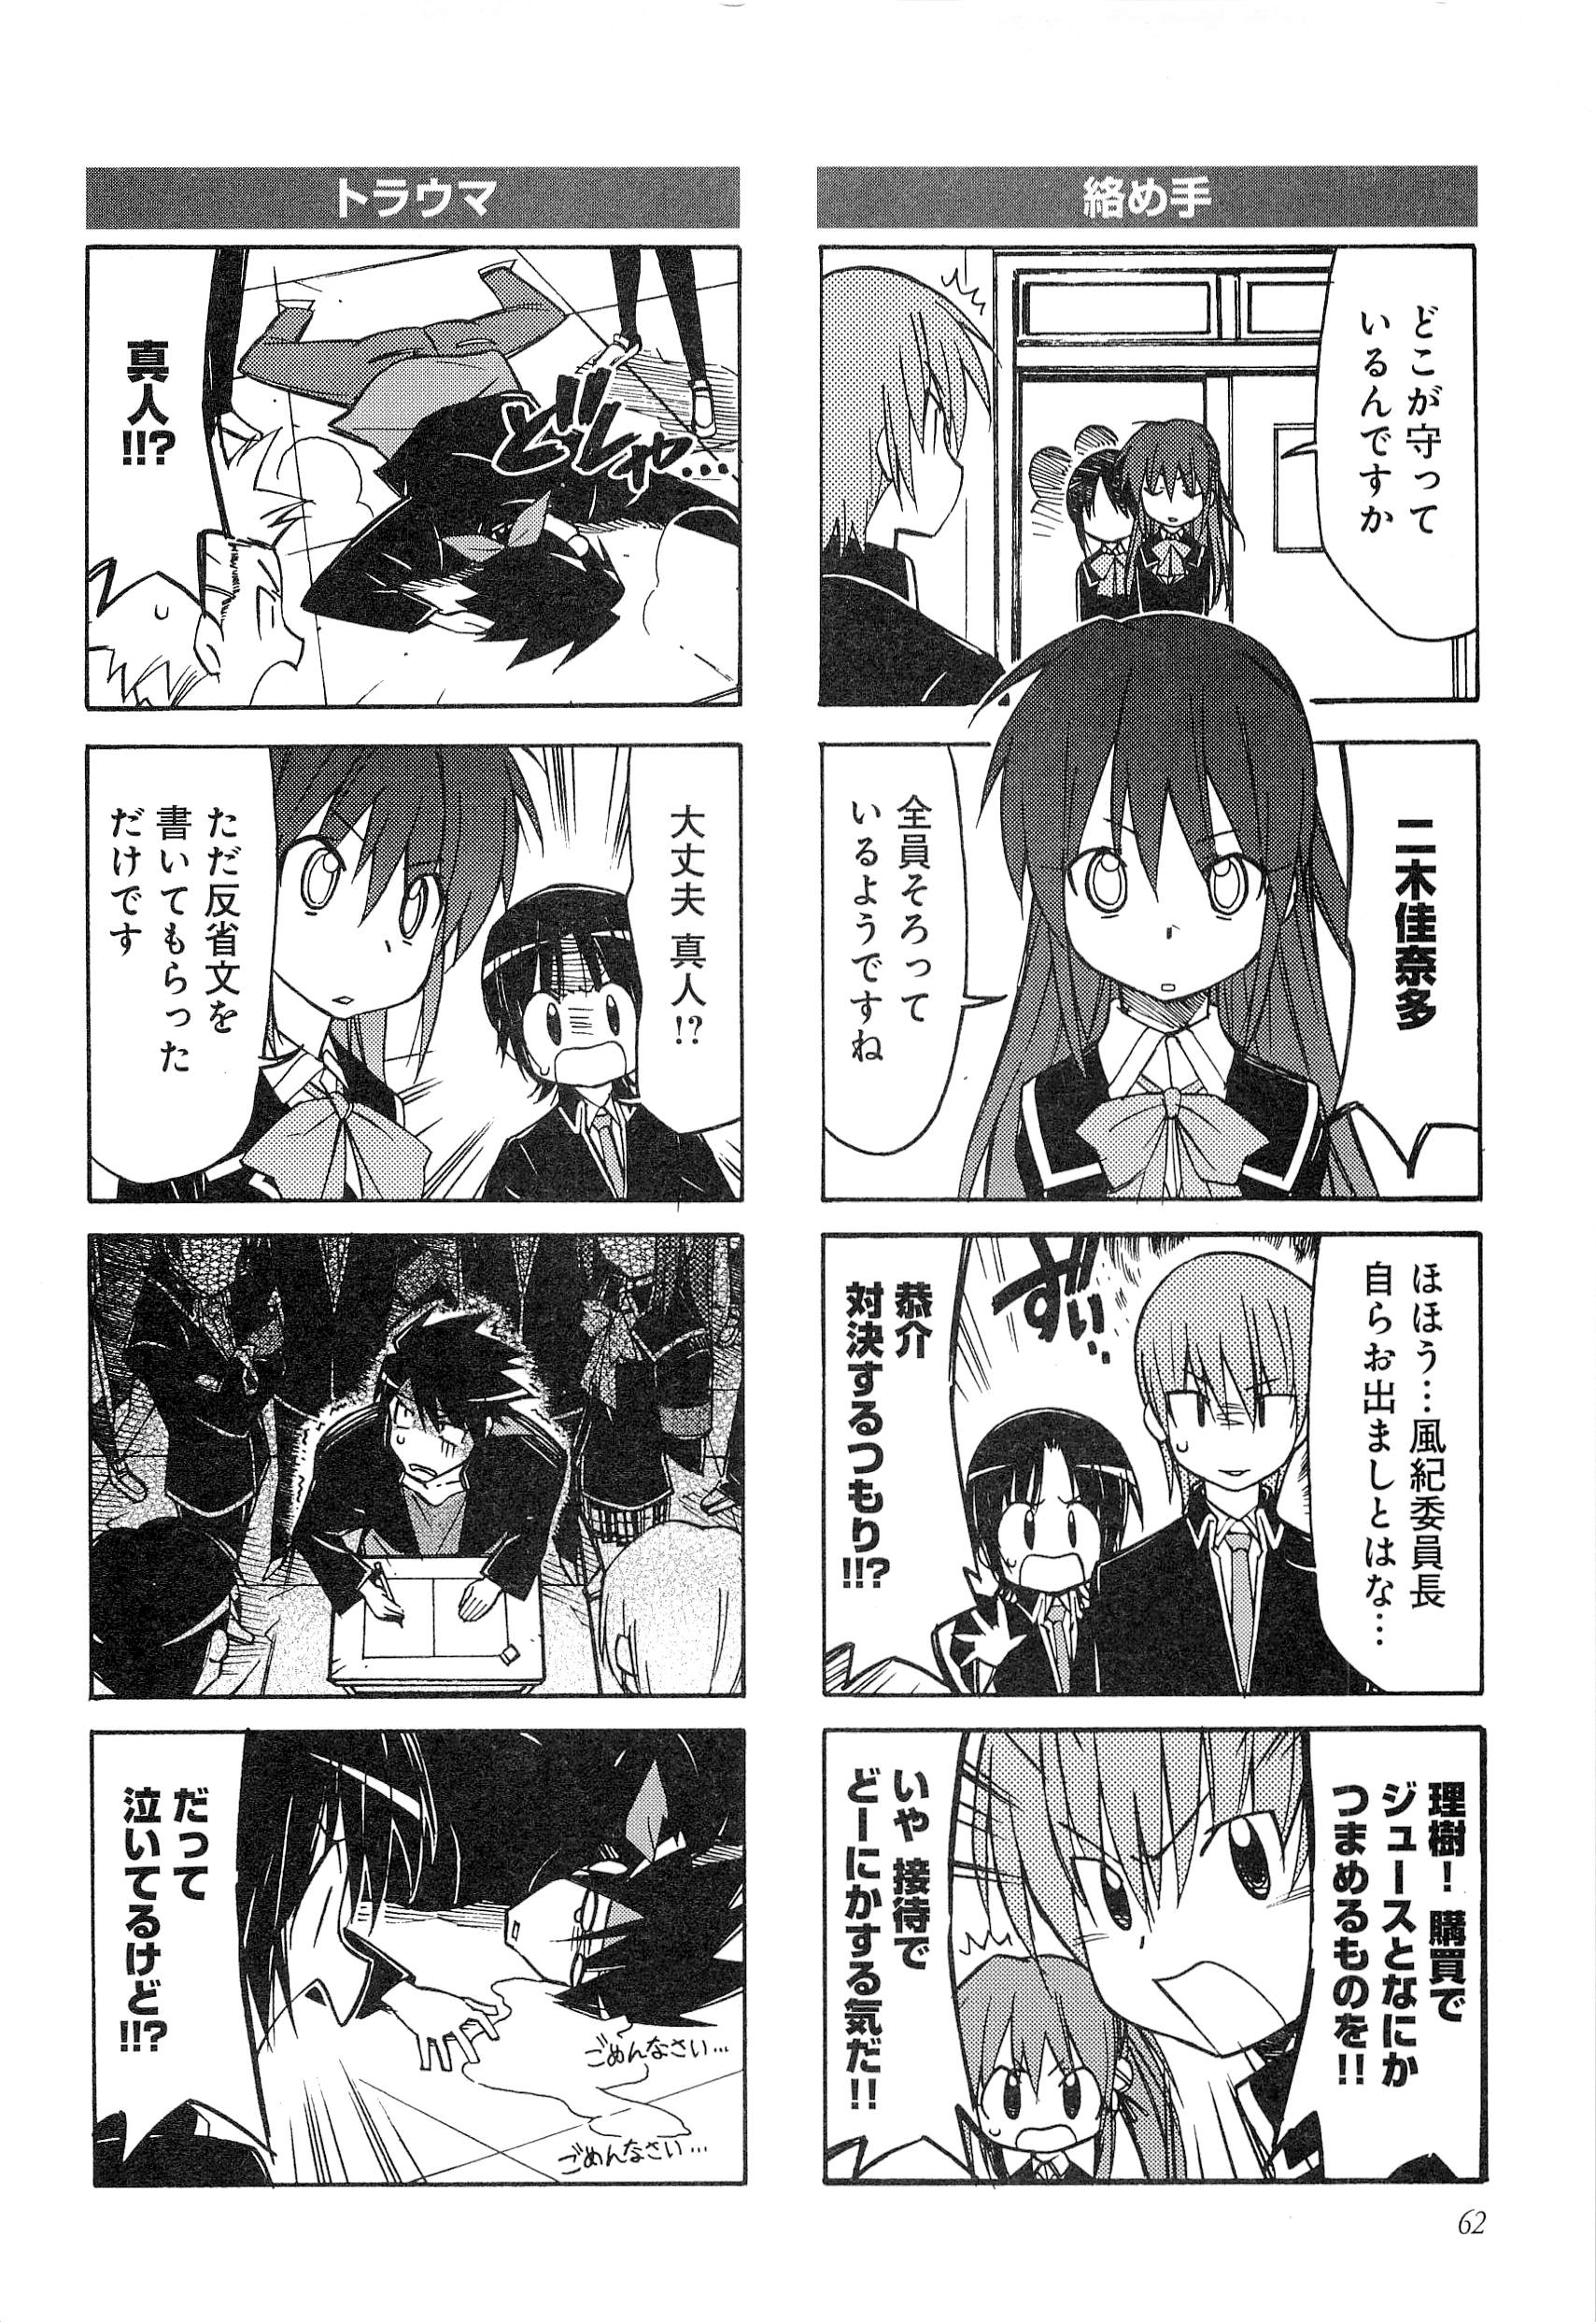 絡め手
どこが守って
いるんですか
二木佳奈多
全員そろって
いるようですね
ほほう…風紀委員長
自らお出ましとはな…
ずいっ…
恭介
対決するつもり!!?
理樹！購買で
ジュースとなにか
つまめるものを!!
いや 接待で
どーにかする気だ!!
トラウマ
どしゃ…
真人!!?
大丈夫 真人!?
ただ反省文を
書いてもらった
だけです
ごめんなさい…
ごめんなさい…
だって
泣いてるけど!!?
62